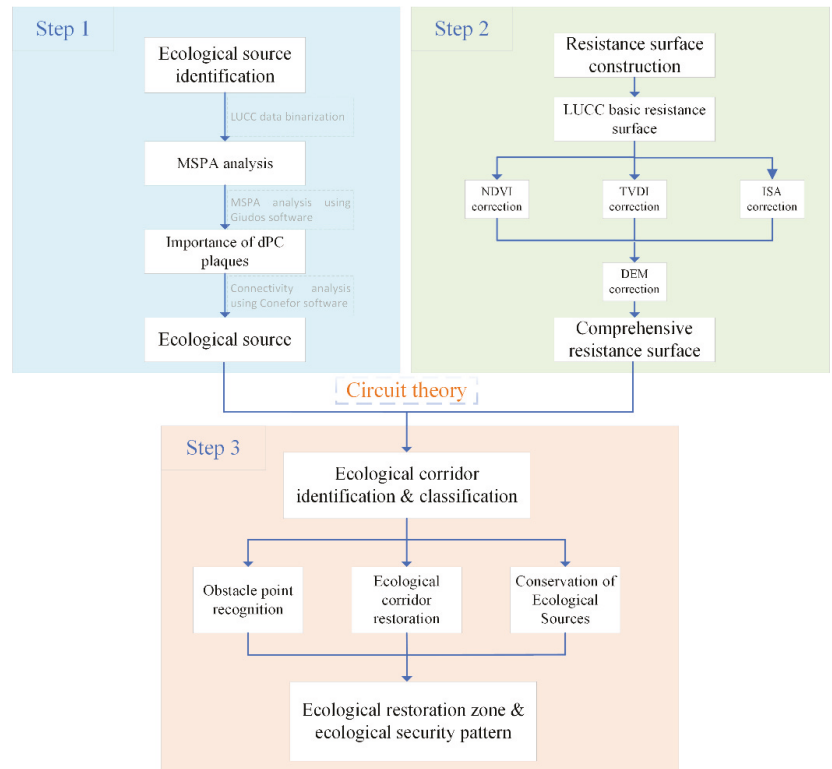 Step 1
Ecological source
identification
LUCC data binarization
MSPA analysis
MSPA analysis using
Giudos software
Importance of dPC
plaques
Connectivity analysis
using Conefor software
Ecological source
Step 2
Resistance surface
construction
LUCC basic resistance
surface
NDVI
correction
TVDI
correction
ISA
correction
DEM
correction
Comprehensive
resistance surface
Circuit theory
Step 3
Ecological corridor
identification & classification
Obstacle point
recognition
Ecological
corridor
restoration
Conservation of
Ecological
Sources
Ecological restoration zone &
ecological security pattern